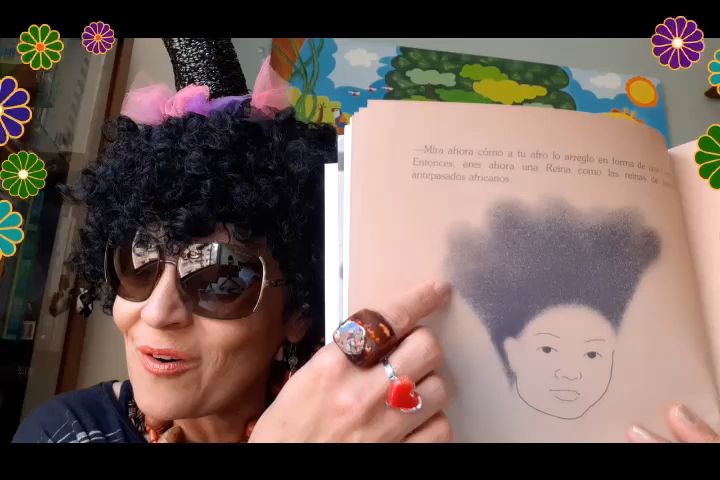 —Mira ahora cómo a tu afro lo arreglo en forma de una
Entonces, eres ahora una Reina como las reinas de
antepasados africanos.